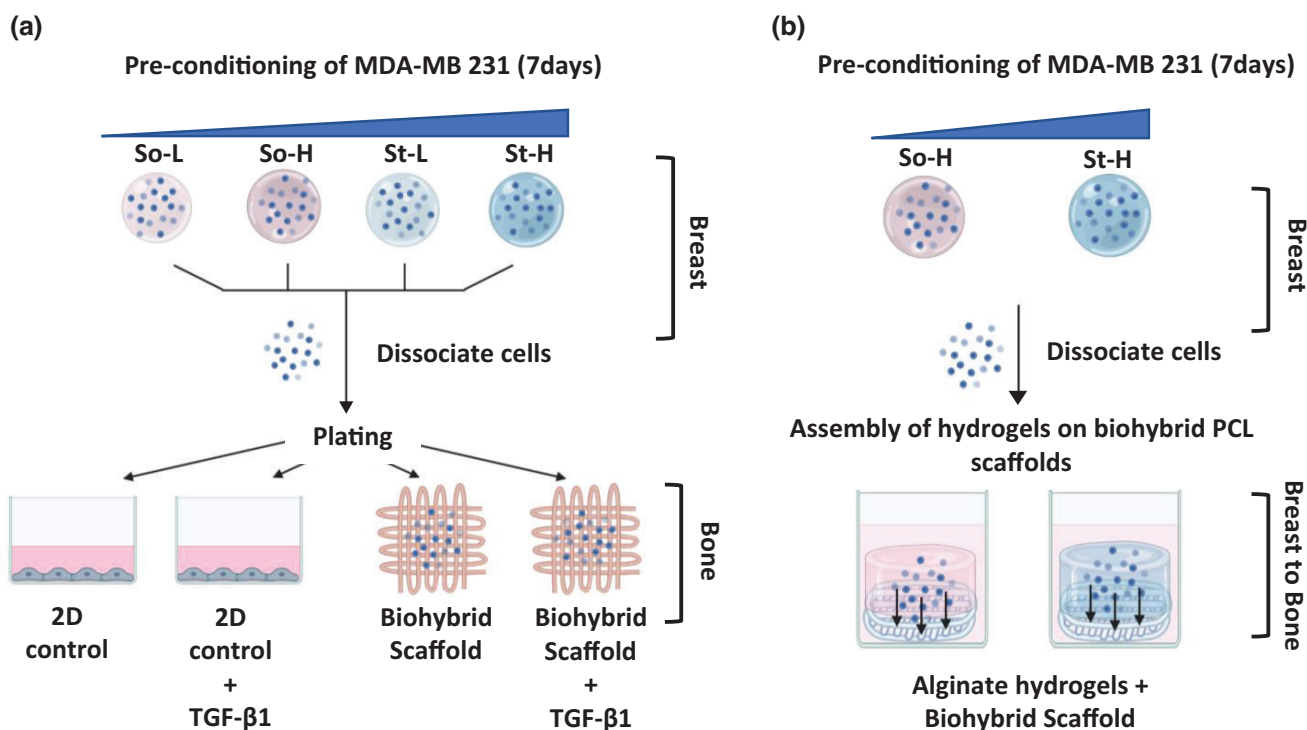 (a)
Pre-conditioning of MDA-MB 231 (7days)
So-L
So-H
St-L
St-H
Breast
Dissociate cells
Plating
Bone
2D
control
2D
control
+
TGF-β1
Biohybrid
Scaffold
Biohybrid
Scaffold
+
TGF-β1
(b)
Pre-conditioning of MDA-MB 231 (7days)
So-H
St-H
Breast
Dissociate cells
Assembly of hydrogels on biohybrid PCL
scaffolds
Breast to Bone
Alginate hydrogels +
Biohybrid Scaffold